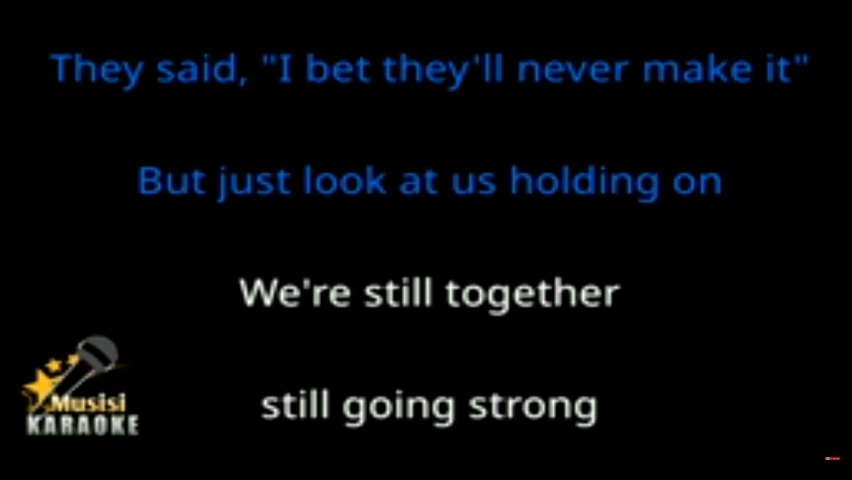 They said, "I bet they'll never make it"
But just look at us holding on
We're still together
still going strong
Musisi
KARAOKE